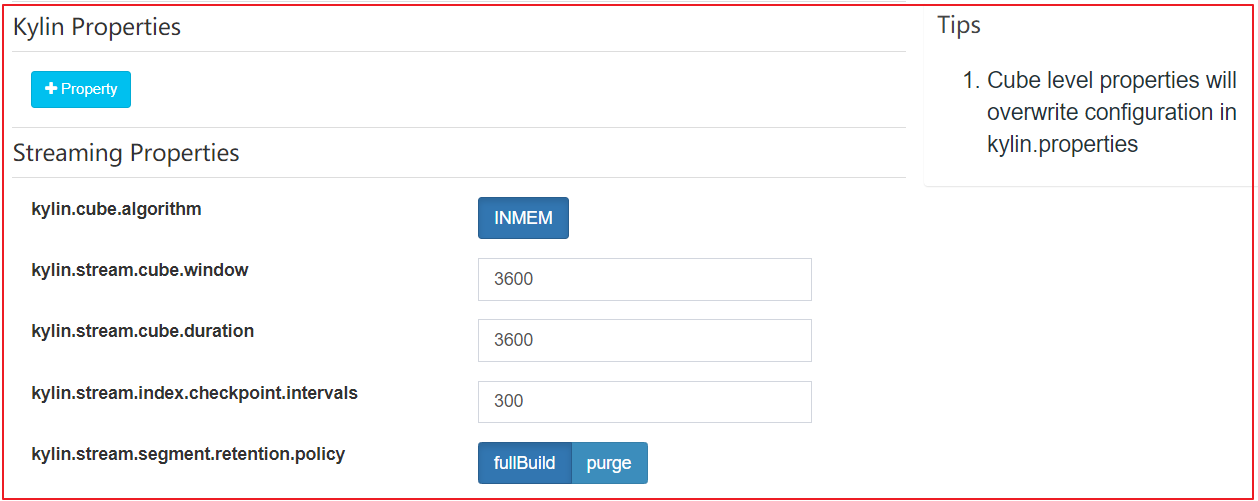 Kylin Properties
+ Property
Streaming Properties
kylin.cube.algorithm
INMEM
kylin.stream.cube.window
3600
kylin.stream.cube.duration
3600
kylin.stream.index.checkpoint.intervals
300
kylin.stream.segment.retention.policy
fullBuild purge
Tips
1. Cube level properties will
overwrite configuration in
kylin.properties